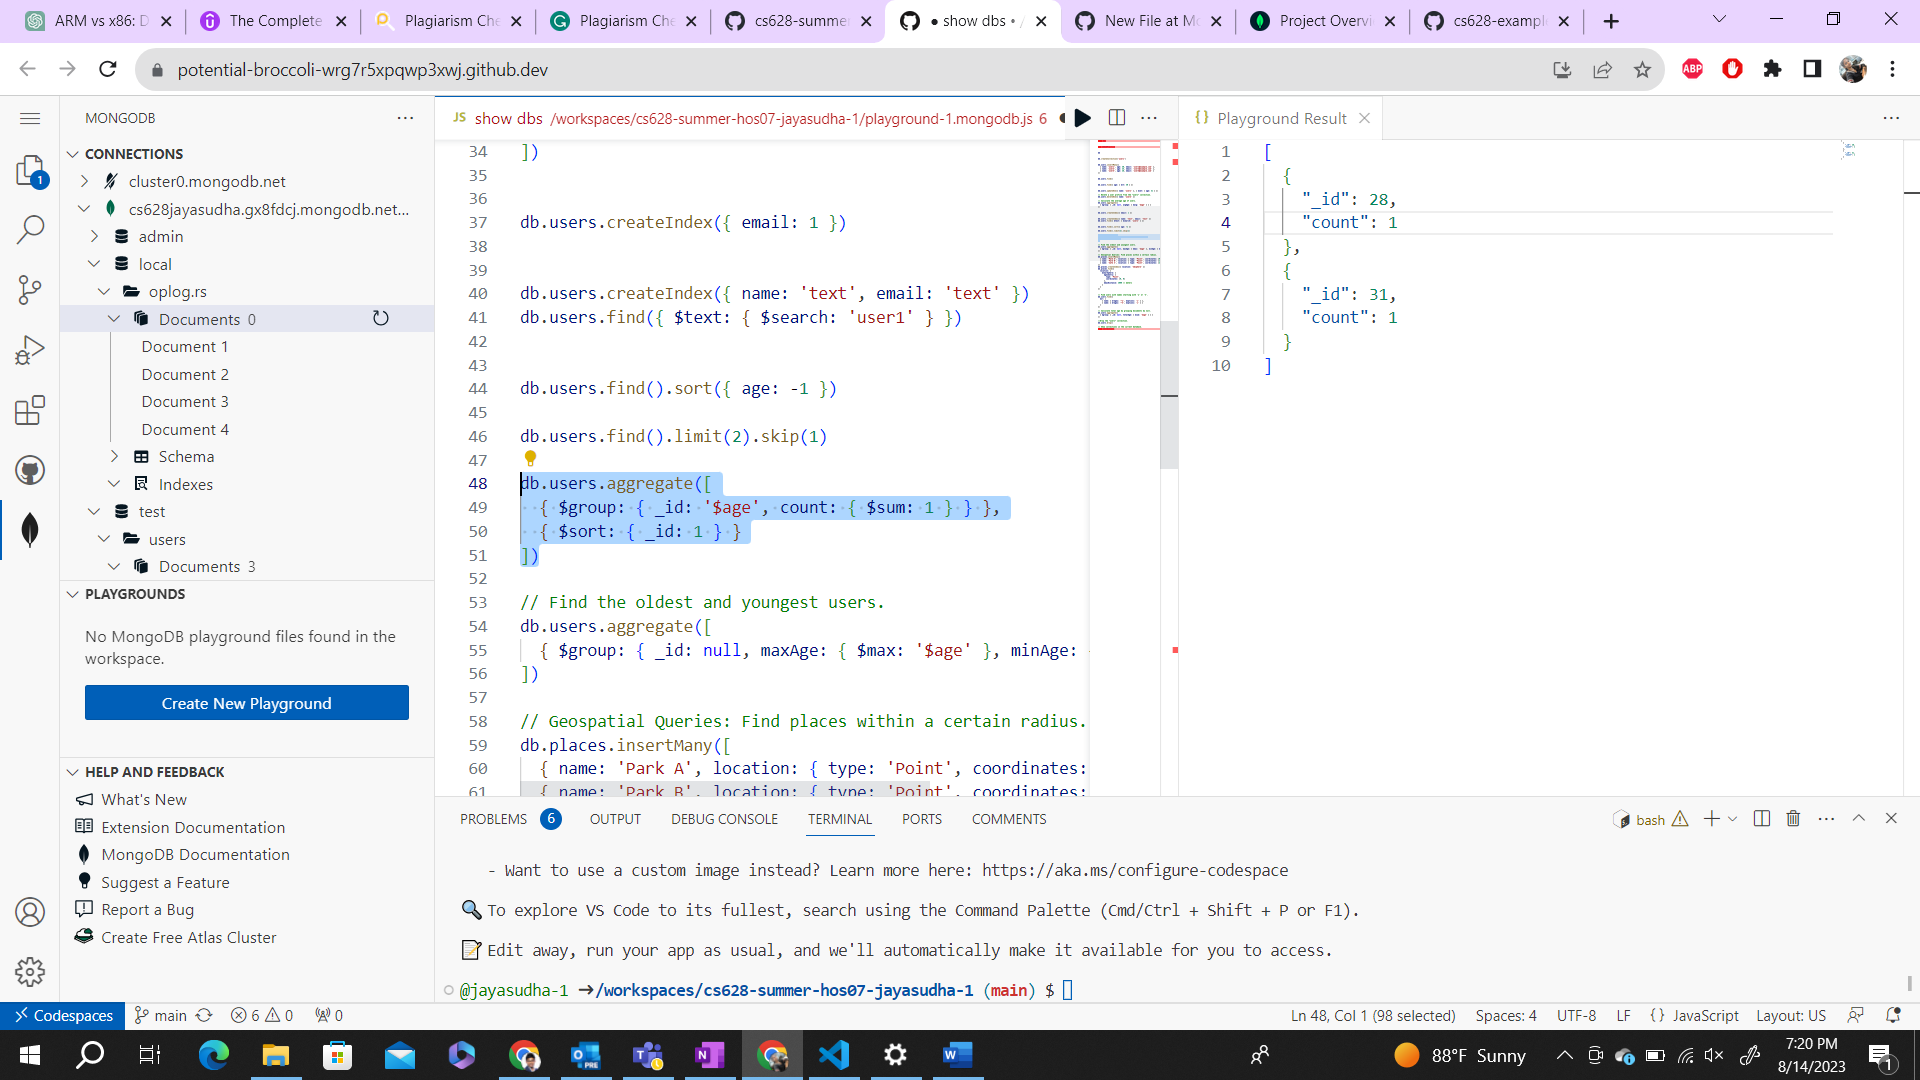 ARM vs x86: D
The Complete
Plagiarism Che
Plagiarism Che
cs628-summer
● show dbs • /
New File at Mo
Project Overvi
cs628-example
potential-broccoli-wrg7r5xpqwp3xwj.github.dev
ABP
MONGODB
CONNECTIONS
cluster0.mongodb.net
cs628jayasudha.gx8fdcj.mongodb.net...
admin
local
oplog.rs
Documents 0
Document 1
Document 2
Document 3
Document 4
Schema
Indexes
test
users
Documents 3
PLAYGROUNDS
No MongoDB playground files found in the
workspace.
Create New Playground
HELP AND FEEDBACK
What's New
Extension Documentation
MongoDB Documentation
Suggest a Feature
Report a Bug
Create Free Atlas Cluster
1
JS show dbs /workspaces/cs628-summer-hos07-jayasudha-1/playground-1.mongodb.js 6
34 ])
35
36
37 db.users.createIndex({ email: 1 })
38
39
40 db.users.createIndex({ name: 'text', email: 'text' })
41 db.users.find({ $text: { $search: 'user1' } })
42
43
44 db.users.find().sort({ age: -1 })
45
46 db.users.find().limit(2).skip(1)
47
48 db.users.aggregate([
49 { $group: { _id: '$age', count: { $sum: 1 } } },
50 { $sort: { _id: 1 } }
51 ])
52
53 // Find the oldest and youngest users.
54 db.users.aggregate([
55 { $group: { _id: null, maxAge: { $max: '$age' }, minAge:
56 ])
57
58 // Geospatial Queries: Find places within a certain radius.
59 db.places.insertMany([
60 { name: 'Park A', location: { type: 'Point', coordinates:
61 { name: 'Park B', location: { type: 'Point', coordinates:
{} Playground Result
1 [
2 {
3 "_id": 28,
4 "count": 1
5 },
6 {
7 "_id": 31,
8 "count": 1
9 }
10 ]
PROBLEMS 6 OUTPUT DEBUG CONSOLE TERMINAL PORTS COMMENTS
bash
- Want to use a custom image instead? Learn more here: https://aka.ms/configure-codespace
To explore VS Code to its fullest, search using the Command Palette (Cmd/Ctrl + Shift + P or F1).
Edit away, run your app as usual, and we'll automatically make it available for you to access.
@jayasudha-1 →/workspaces/cs628-summer-hos07-jayasudha-1 (main) $
Codespaces main 6 0 0
Ln 48, Col 1 (98 selected) Spaces: 4 UTF-8 LF {} JavaScript Layout: US
88°F Sunny
7:20 PM
8/14/2023
1